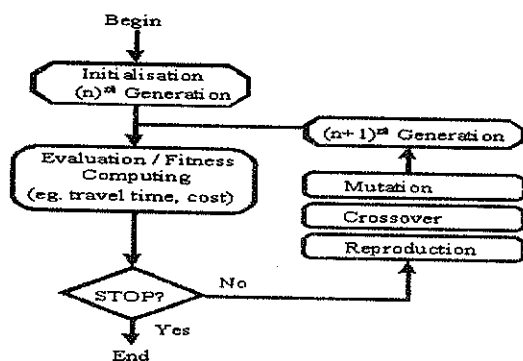 Begin
Initialisation
(n)th Generation
Evaluation / Fitness
Computing
(eg. travel time, cost)
STOP?
Yes
End
No
Reproduction
Crossover
Mutation
(n+1)th Generation